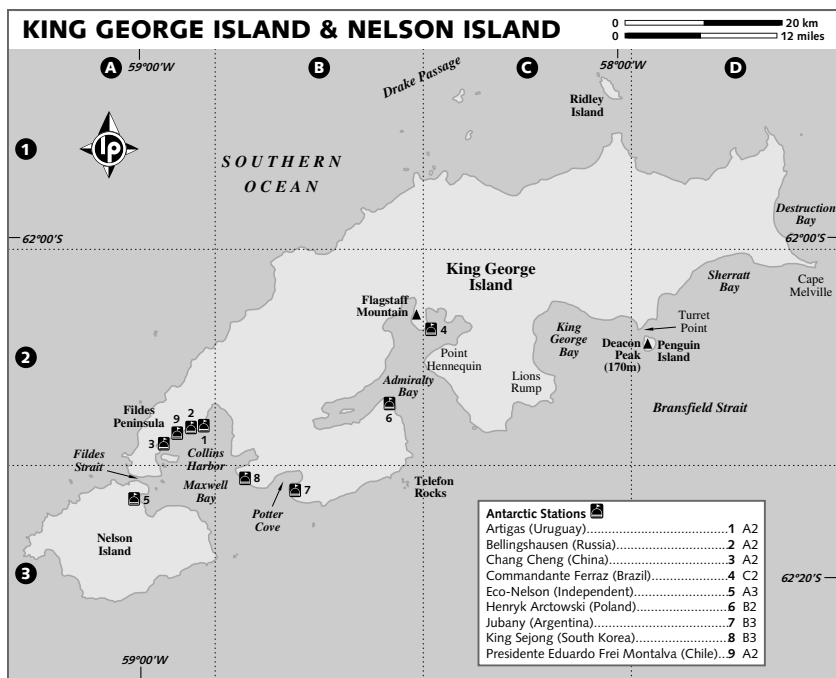 KING GEORGE ISLAND & NELSON ISLAND
0 20 km
0 12 miles
A
59°00'W
B
C
58°00'W
D
Drake Passage
Ridley
Island
1
lp
SOUTHERN
OCEAN
Destruction
Bay
62°00'S
62°00'S
King George
Island
Sherratt
Bay
Cape
Melville
Flagstaff
Mountain
4
Turret
Point
King
George
Bay
Deacon
Peak
(170m)
Penguin
Island
2
Point
Hennequin
Lions
Rump
Admiralty
Bay
6
Bransfield Strait
Fildes
Peninsula
9
2
3
1
Collins
Harbor
Fildes
Strait
Maxwell
Bay
8
7
Potter
Cove
Telefon
Rocks
5
Nelson
Island
3
Antarctic Stations
Artigas (Uruguay)..............................1 A2
Bellingshausen (Russia).......................2 A2
Chang Cheng (China)..........................3 A2
Commandante Ferraz (Brazil)................4 C2
Eco-Nelson (Independent)....................5 A3
Henryk Arctowski (Poland)...................6 B2
Jubany (Argentina).............................7 B3
King Sejong (South Korea)...................8 B3
Presidente Eduardo Frei Montalva (Chile)..9 A2
62°20'S
59°00'W